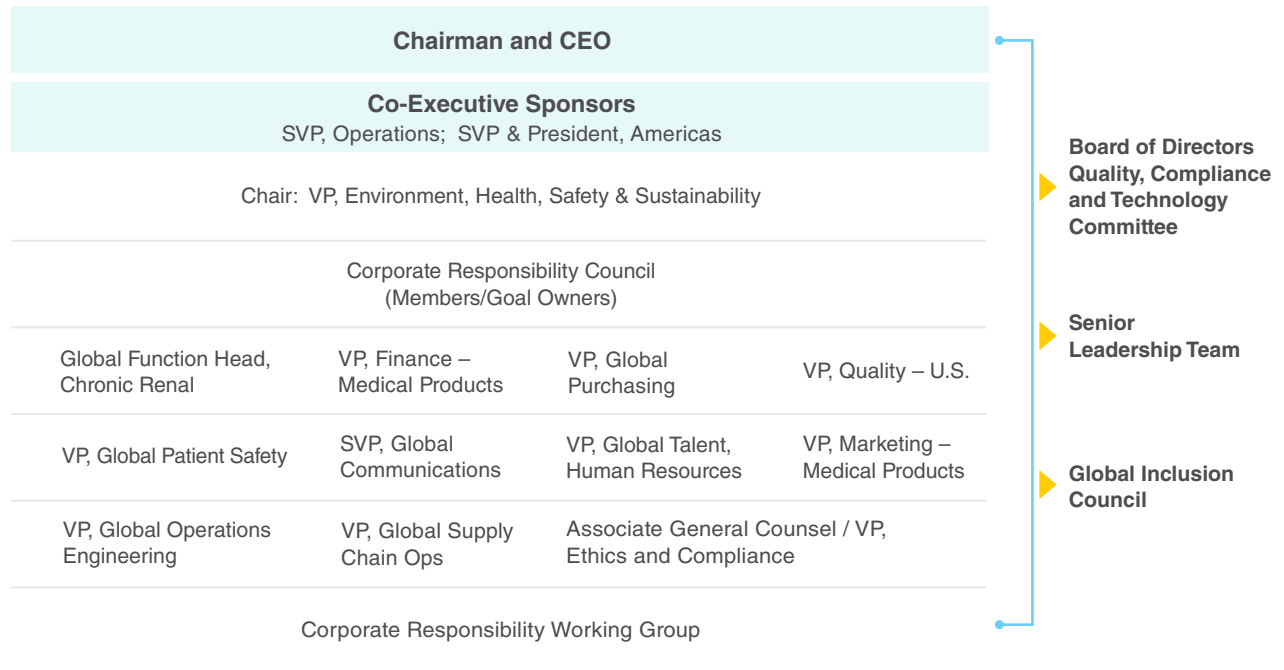 Chairman and CEO
Co-Executive Sponsors
SVP, Operations;  SVP & President, Americas
Chair:  VP, Environment, Health, Safety & Sustainability
Corporate Responsibility Council
(Members/Goal Owners)
Global Function Head,
Chronic Renal
VP, Finance –
Medical Products
VP, Global
Purchasing
VP, Quality – U.S.
VP, Global Patient Safety
SVP, Global
Communications
VP, Global Talent,
Human Resources
VP, Marketing –
Medical Products
VP, Global Operations
Engineering
VP, Global Supply
Chain Ops
Associate General Counsel / VP,
Ethics and Compliance
Corporate Responsibility Working Group
Board of Directors
Quality, Compliance
and Technology
Committee
Senior
Leadership Team
Global Inclusion
Council